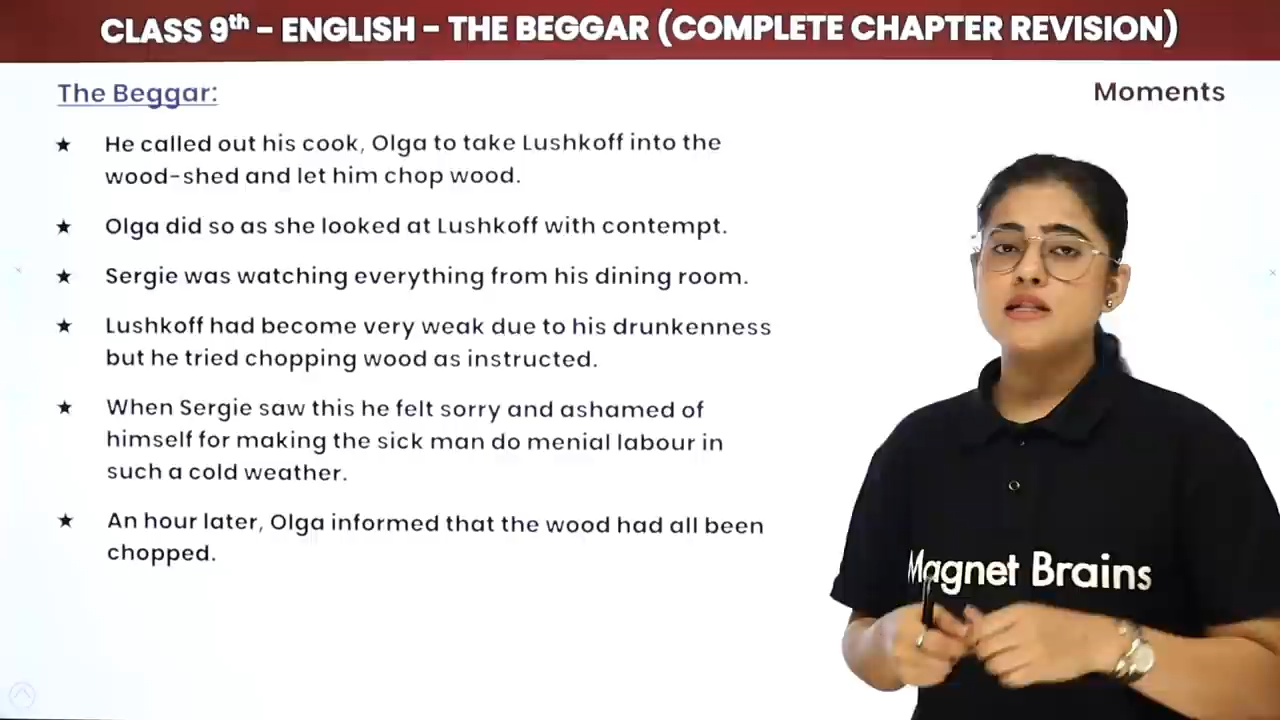 CLASS 9th - ENGLISH - THE BEGGAR (COMPLETE CHAPTER REVISION)
The Beggar:
Moments
★ He called out his cook, Olga to take Lushkoff into the
wood-shed and let him chop wood.
★ Olga did so as she looked at Lushkoff with contempt.
★ Sergie was watching everything from his dining room.
★ Lushkoff had become very weak due to his drunkenness
but he tried chopping wood as instructed.
★ When Sergie saw this he felt sorry and ashamed of
himself for making the sick man do menial labour in
such a cold weather.
★ An hour later, Olga informed that the wood had all been
chopped.
Magnet Brains